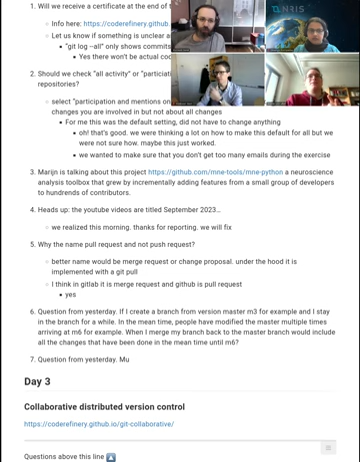 1. Will we receive a certificate at the end of t
Info here: https://coderefinery.github.
Let us know if something is unclear a
"git log --all" only shows commits
Yes there won't be actual co
2. Should we check "all activity" or "particati
repositories?
select "participation and mentions on
changes you are involved in but not about all changes
For me this was the default setting, did not have to change anything
oh! that's good. we were thinking a lot on how to make this default for all but we
were not sure how. maybe this just worked.
we wanted to make sure that you don't get too many emails during the exercise
3. Marijn is talking about this project https://github.com/mne-tools/mne-python a neuroscience
analysis toolbox that grew by incrementally adding features from a small group of developers
to hundreds of contributors.
4. Heads up: the youtube videos are titled September 2023...
we realized this morning. thanks for reporting. we will fix
5. Why the name pull request and not push request?
better name would be merge request or change proposal. under the hood it is
implemented with a git pull
I think in gitlab it is merge request and github is pull request
yes
6. Question from yesterday. If I create a branch from version master m3 for example and I stay
in the branch for a while. In the mean time, people have modified the master multiple times
arriving at m6 for example. When I merge my branch back to the master branch would include
all the changes that have been done in the mean time until m6?
7. Question from yesterday. Mu
Day 3
Collaborative distributed version control
https://coderefinery.github.io/git-collaborative/
Questions above this line